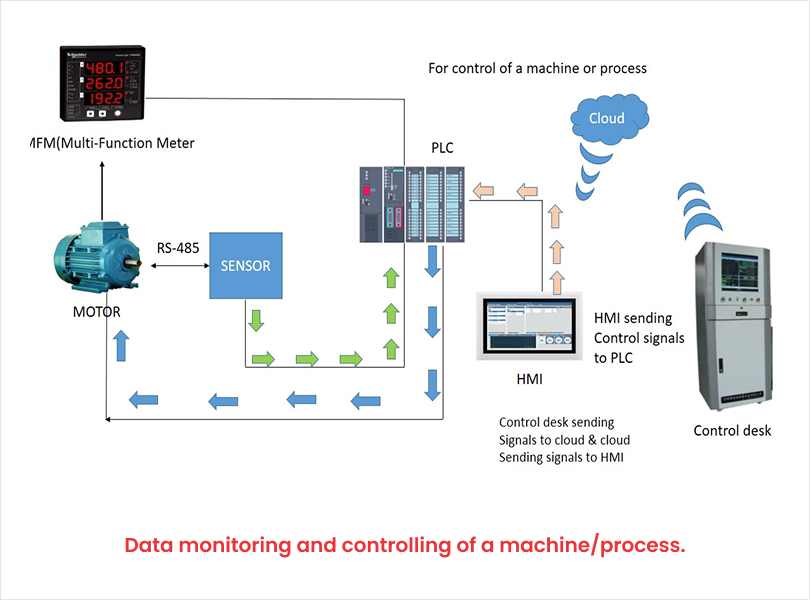 Schneider
480.1
262.0
192.2
For control of a machine or process
Cloud
MFM(Multi-Function Meter
PLC
RS-485
SENSOR
MOTOR
HMI sending
Control signals
to PLC
HMI
Control desk sending
Signals to cloud & cloud
Sending signals to HMI
Control desk
Data monitoring and controlling of a machine/process.